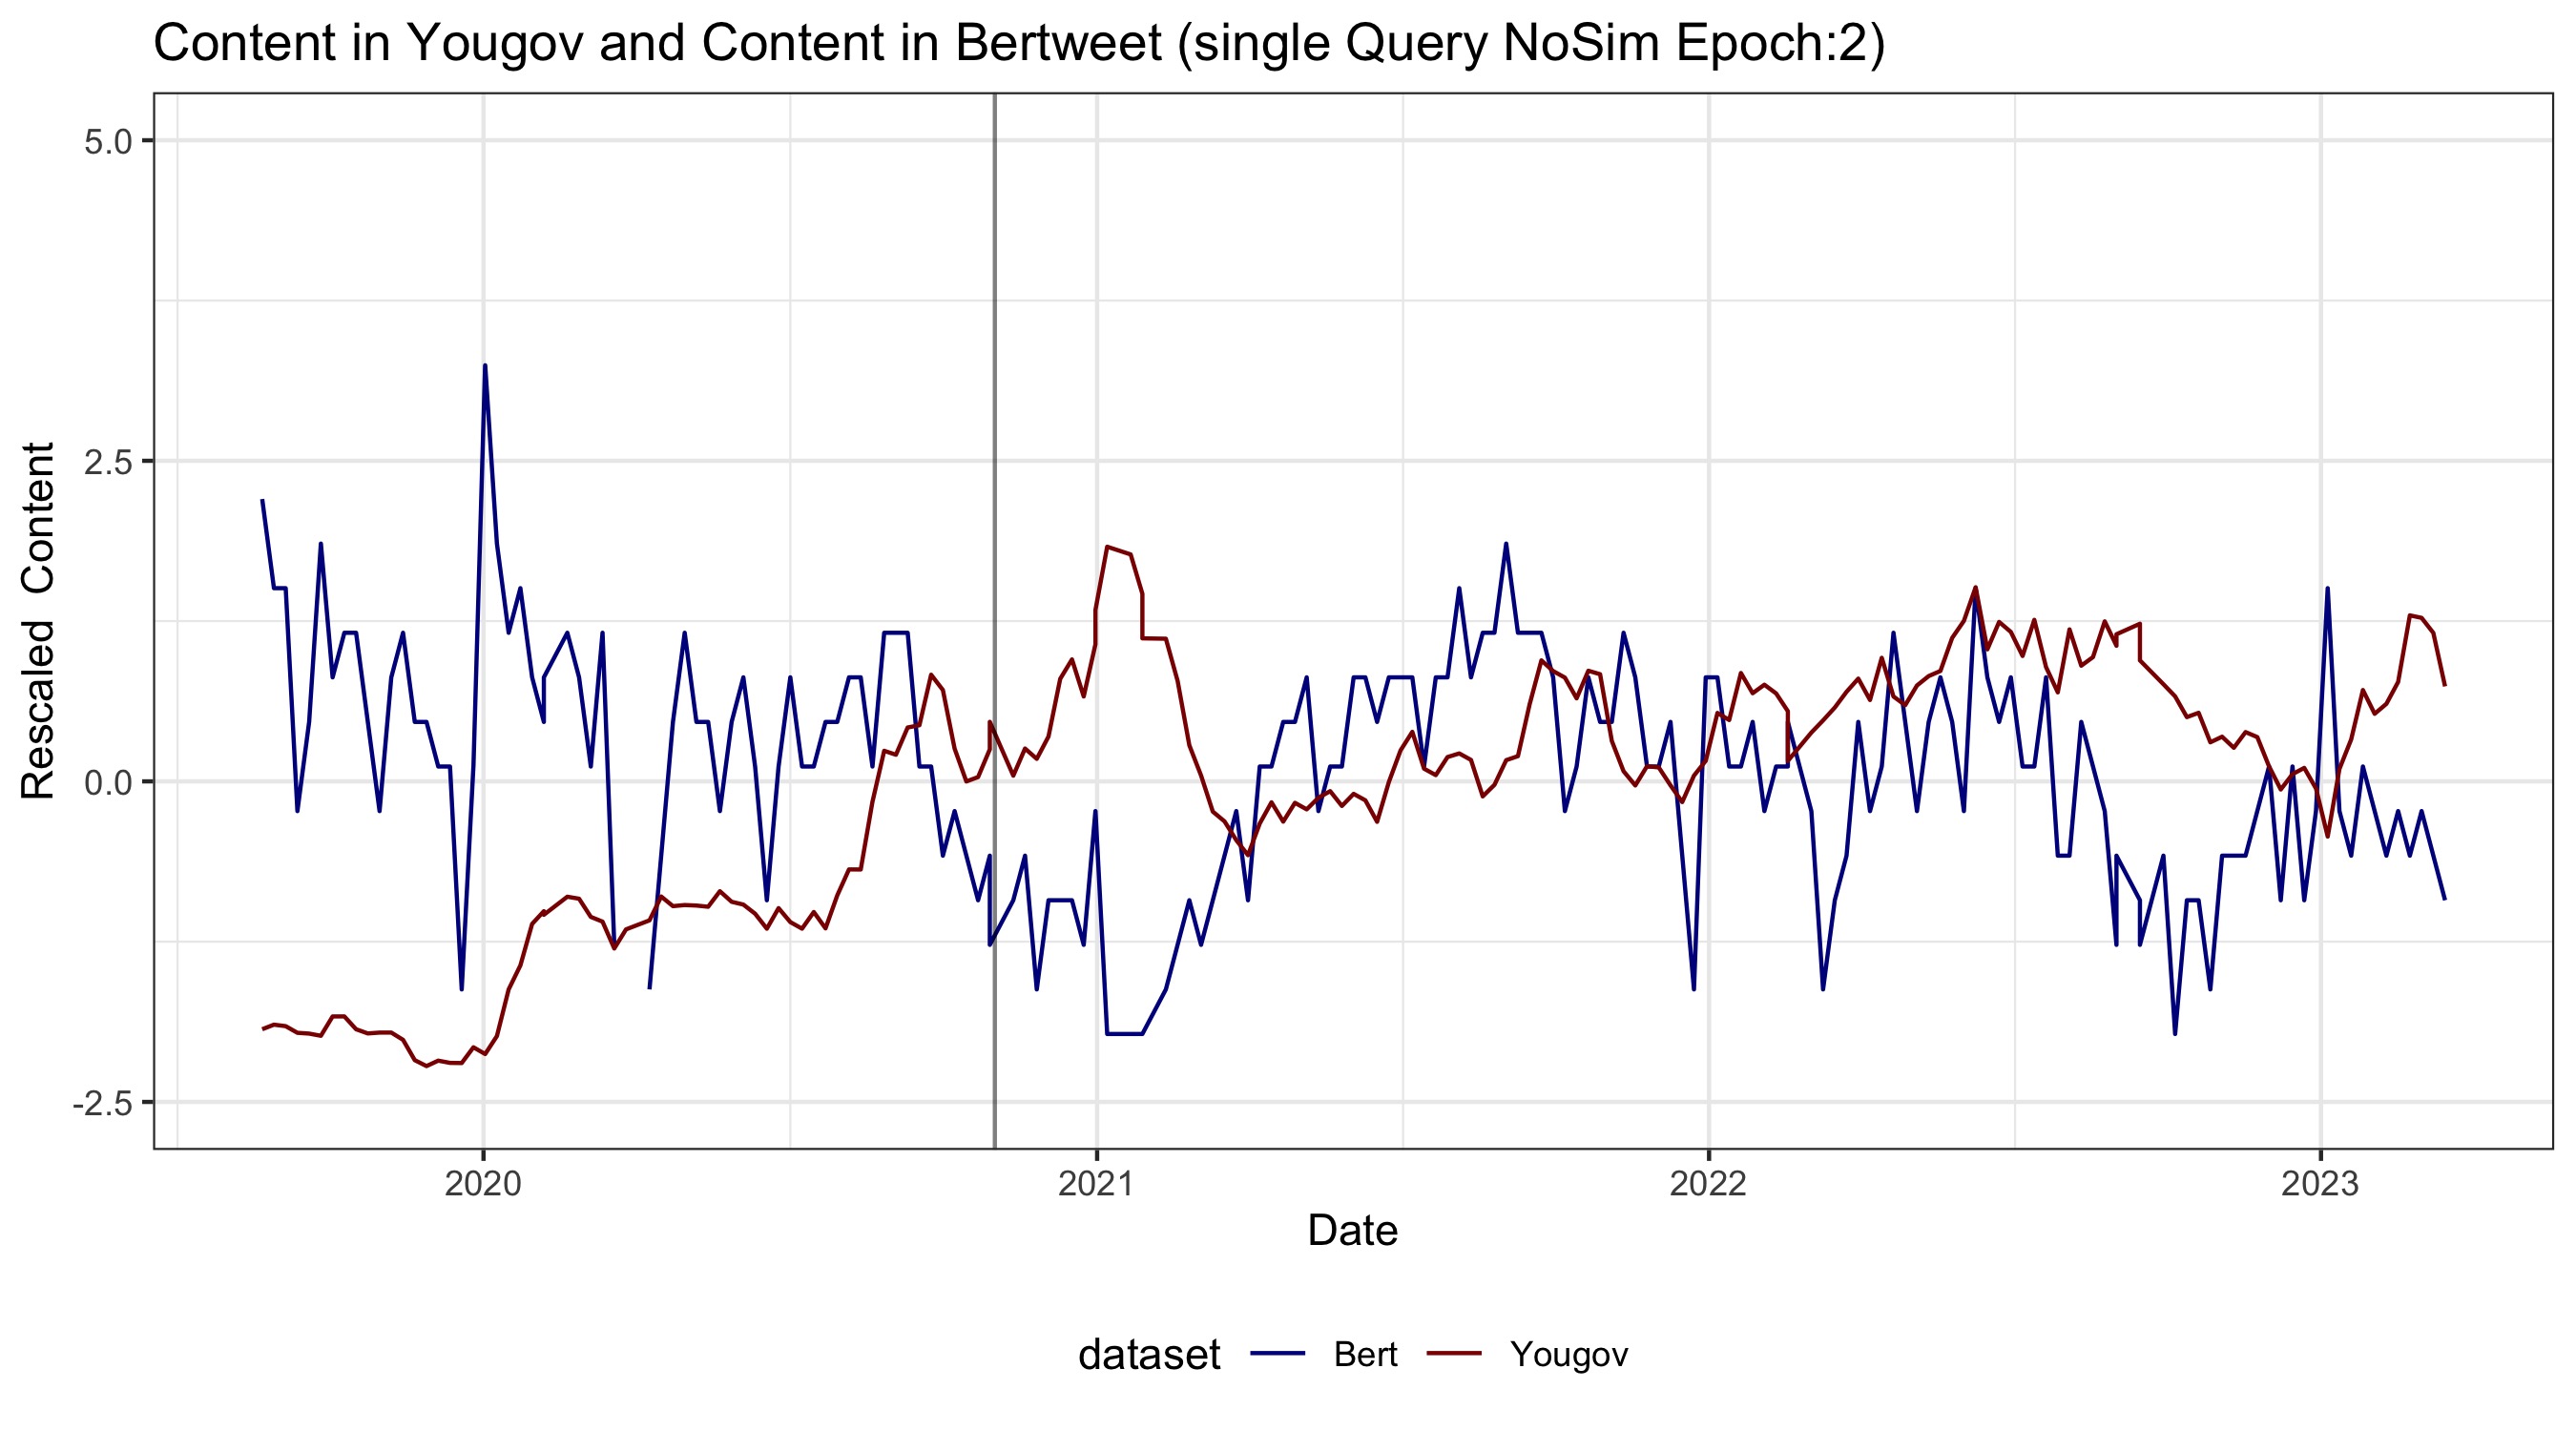 Content in Yougov and Content in Bertweet (single Query NoSim Epoch:2)
5.0
2.5
0.0
-2.5
Rescaled Content
2020 2021 2022 2023
Date
dataset Bert Yougov